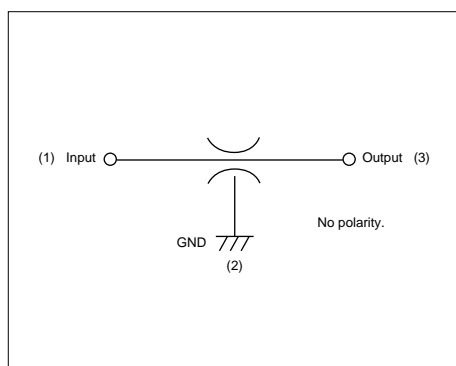 (1) Input Output (3)
No polarity.
GND
(2)